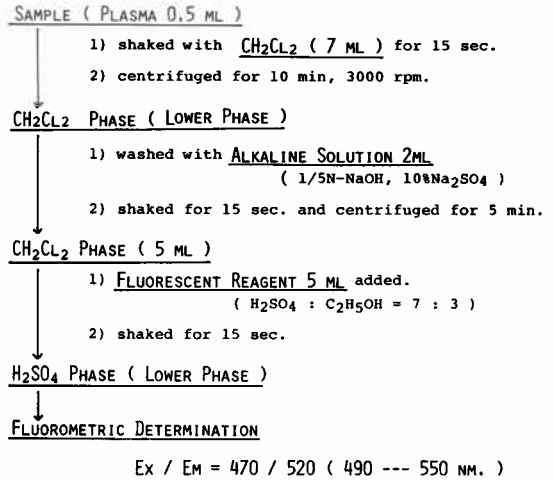 SAMPLE ( PLASMA 0.5 ML )
1) shaked with CH2CL2 ( 7 ML ) for 15 sec.
2) centrifuged for 10 min, 3000 rpm.
CH2CL2 PHASE ( LOWER PHASE )
1) washed with ALKALINE SOLUTION 2ML
( 1/5N-NaOH, 10%Na2SO4 )
2) shaked for 15 sec. and centrifuged for 5 min.
CH2CL2 PHASE ( 5 ML )
1) FLUORESCENT REAGENT 5 ML added.
( H2SO4 : C2H5OH = 7 : 3 )
2) shaked for 15 sec.
H2SO4 PHASE ( LOWER PHASE )
FLUOROMETRIC DETERMINATION
EX / EM = 470 / 520 ( 490 --- 550 NM. )